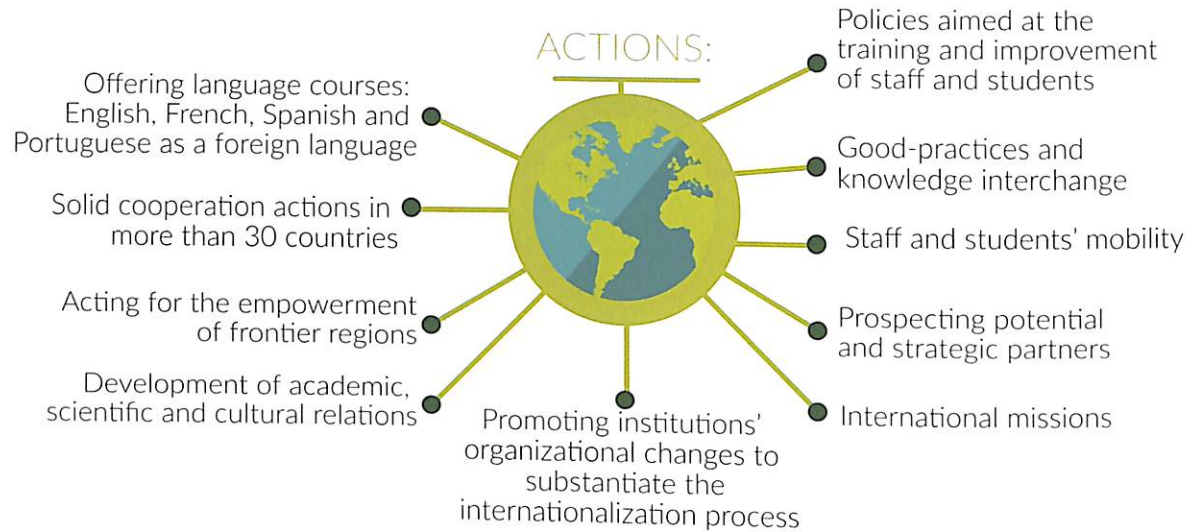 ACTIONS:
Offering language courses:
English, French, Spanish and
Portuguese as a foreign language
Solid cooperation actions in
more than 30 countries
Acting for the empowerment
of frontier regions
Development of academic,
scientific and cultural relations
Promoting institutions'
organizational changes to
substantiate the
internationalization process
Policies aimed at the
training and improvement
of staff and students
Good-practices and
knowledge interchange
Staff and students' mobility
Prospecting potential
and strategic partners
International missions